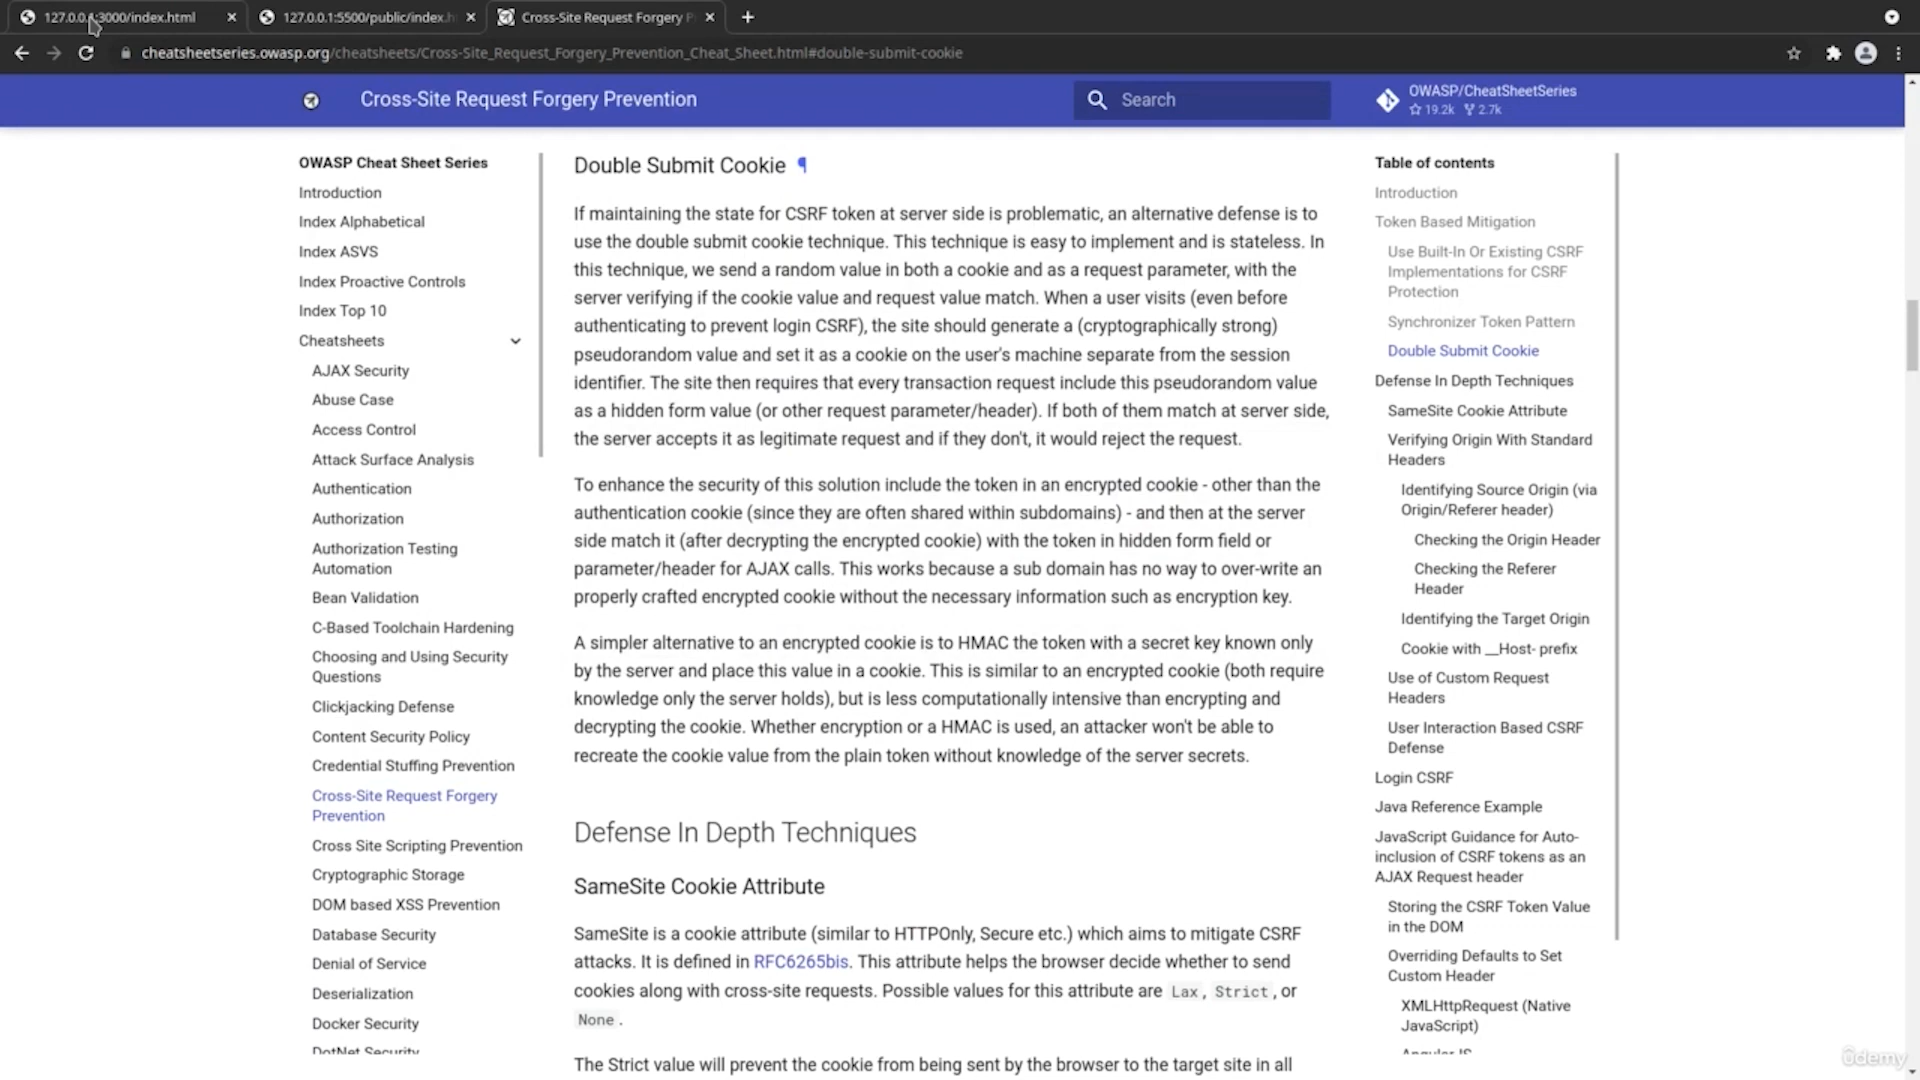 127.0.0.1:3000/index.html
127.0.0.1:5500/public/index.h
Cross-Site Request Forgery P
cheatsheetseries.owasp.org/cheatsheets/Cross-Site_Request_Forgery_Prevention_Cheat_Sheet.html#double-submit-cookie
Cross-Site Request Forgery Prevention
Search
OWASP/CheatSheetSeries
19.2k 2.7k
OWASP Cheat Sheet Series
Introduction
Index Alphabetical
Index ASVS
Index Proactive Controls
Index Top 10
Cheatsheets
AJAX Security
Abuse Case
Access Control
Attack Surface Analysis
Authentication
Authorization
Authorization Testing
Automation
Bean Validation
C-Based Toolchain Hardening
Choosing and Using Security
Questions
Clickjacking Defense
Content Security Policy
Credential Stuffing Prevention
Cross-Site Request Forgery
Prevention
Cross Site Scripting Prevention
Cryptographic Storage
DOM based XSS Prevention
Database Security
Denial of Service
Deserialization
Docker Security
DotNet Security
Double Submit Cookie ¶
If maintaining the state for CSRF token at server side is problematic, an alternative defense is to
use the double submit cookie technique. This technique is easy to implement and is stateless. In
this technique, we send a random value in both a cookie and as a request parameter, with the
server verifying if the cookie value and request value match. When a user visits (even before
authenticating to prevent login CSRF), the site should generate a (cryptographically strong)
pseudorandom value and set it as a cookie on the user's machine separate from the session
identifier. The site then requires that every transaction request include this pseudorandom value
as a hidden form value (or other request parameter/header). If both of them match at server side,
the server accepts it as legitimate request and if they don't, it would reject the request.
To enhance the security of this solution include the token in an encrypted cookie - other than the
authentication cookie (since they are often shared within subdomains) - and then at the server
side match it (after decrypting the encrypted cookie) with the token in hidden form field or
parameter/header for AJAX calls. This works because a sub domain has no way to over-write an
properly crafted encrypted cookie without the necessary information such as encryption key.
A simpler alternative to an encrypted cookie is to HMAC the token with a secret key known only
by the server and place this value in a cookie. This is similar to an encrypted cookie (both require
knowledge only the server holds), but is less computationally intensive than encrypting and
decrypting the cookie. Whether encryption or a HMAC is used, an attacker won't be able to
recreate the cookie value from the plain token without knowledge of the server secrets.
Defense In Depth Techniques
SameSite Cookie Attribute
SameSite is a cookie attribute (similar to HTTPOnly, Secure etc.) which aims to mitigate CSRF
attacks. It is defined in RFC6265bis. This attribute helps the browser decide whether to send
cookies along with cross-site requests. Possible values for this attribute are Lax, Strict, or
None.
The Strict value will prevent the cookie from being sent by the browser to the target site in all
Table of contents
Introduction
Token Based Mitigation
Use Built-In Or Existing CSRF
Implementations for CSRF
Protection
Synchronizer Token Pattern
Double Submit Cookie
Defense In Depth Techniques
SameSite Cookie Attribute
Verifying Origin With Standard
Headers
Identifying Source Origin (via
Origin/Referer header)
Checking the Origin Header
Checking the Referer
Header
Identifying the Target Origin
Cookie with __Host- prefix
Use of Custom Request
Headers
User Interaction Based CSRF
Defense
Login CSRF
Java Reference Example
JavaScript Guidance for Auto-
inclusion of CSRF tokens as an
AJAX Request header
Storing the CSRF Token Value
in the DOM
Overriding Defaults to Set
Custom Header
XMLHttpRequest (Native
JavaScript)
AngularJS
ûdemy